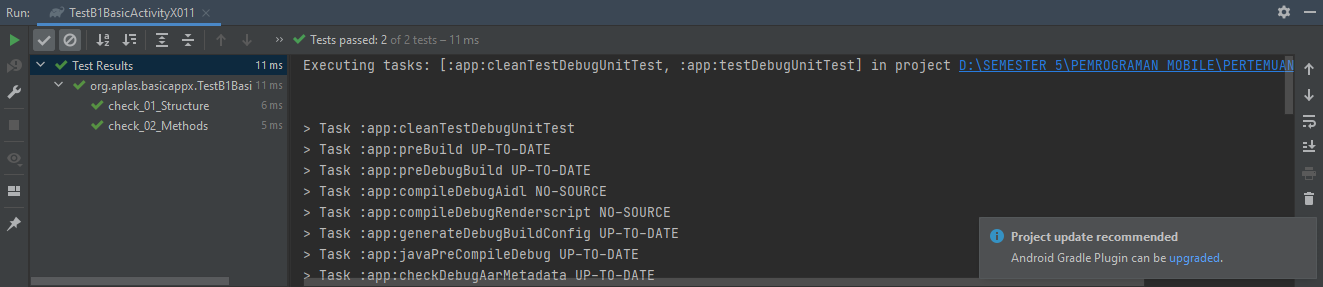 Run: TestB1BasicActivityX011
Tests passed: 2 of 2 tests – 11 ms
Test Results 11 ms
org.aplas.basicappx.TestB1Basi 11 ms
check_01_Structure 6 ms
check_02_Methods 5 ms
Executing tasks: [:app:cleanTestDebugUnitTest, :app:testDebugUnitTest] in project D:\SEMESTER 5\PEMROGRAMAN MOBILE\PERTEMUAN
> Task :app:cleanTestDebugUnitTest
> Task :app:preBuild UP-TO-DATE
> Task :app:preDebugBuild UP-TO-DATE
> Task :app:compileDebugAidl NO-SOURCE
> Task :app:compileDebugRenderscript NO-SOURCE
> Task :app:generateDebugBuildConfig UP-TO-DATE
> Task :app:javaPreCompileDebug UP-TO-DATE
> Task :app:checkDebugAarMetadata UP-TO-DATE
Project update recommended
Android Gradle Plugin can be upgraded.